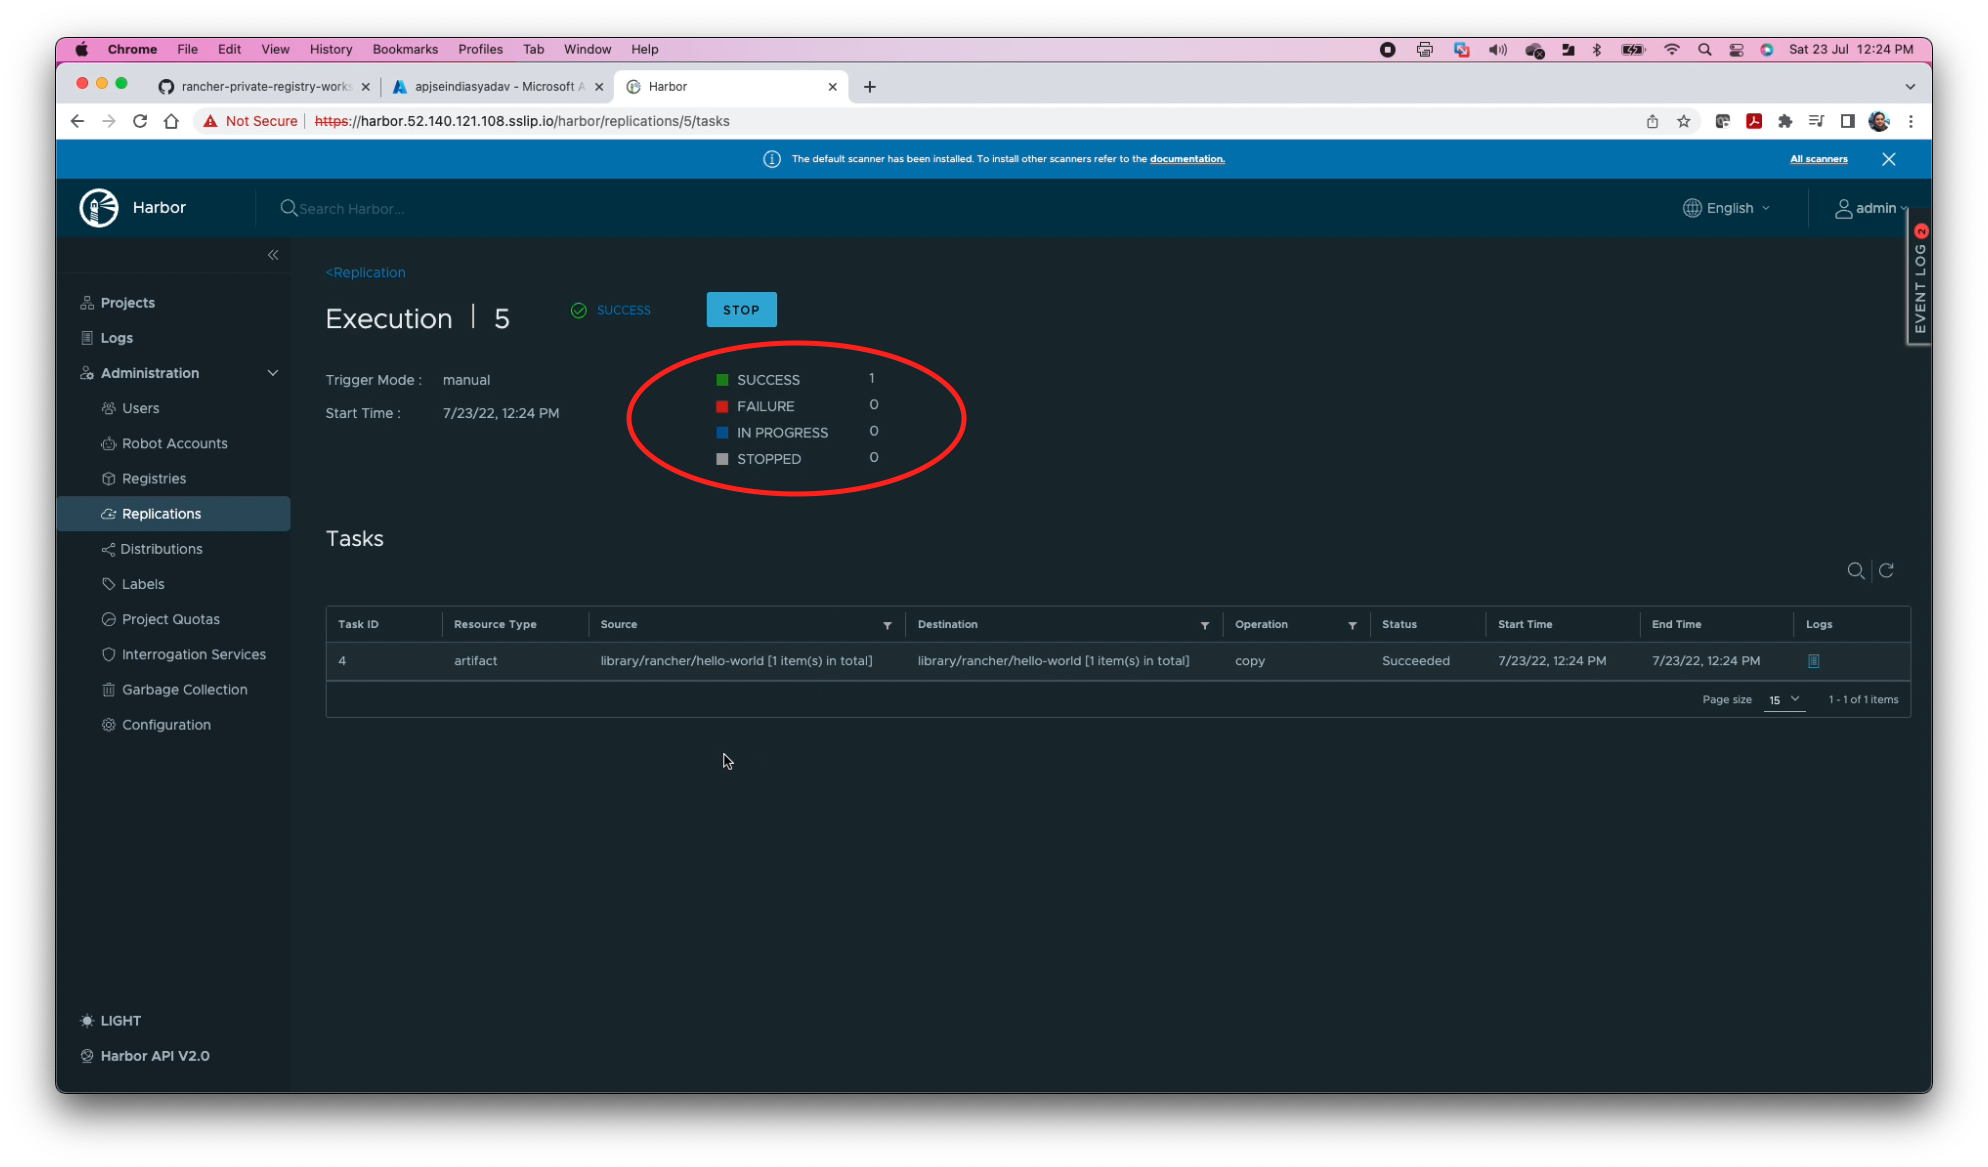 Chrome File Edit View History Bookmarks Profiles Tab Window Help Sat 23 Jul 12:24 PM
rancher-private-registry-works apjseindiasyadav - Microsoft A Harbor
Not Secure https://harbor.52.140.121.108.sslip.io/harbor/replications/5/tasks
The default scanner has been installed. To install other scanners refer to the documentation. All scanners
Harbor Search Harbor... English admin
EVENT LOG 2
<Replication
Execution | 5 SUCCESS STOP
Trigger Mode : manual
Start Time : 7/23/22, 12:24 PM
SUCCESS 1
FAILURE 0
IN PROGRESS 0
STOPPED 0
Projects
Logs
Administration
Users
Robot Accounts
Registries
Replications
Distributions
Labels
Project Quotas
Interrogation Services
Garbage Collection
Configuration
LIGHT
Harbor API V2.0
Tasks
Task ID Resource Type Source Destination Operation Status Start Time End Time Logs
4 artifact library/rancher/hello-world [1 item(s) in total] library/rancher/hello-world [1 item(s) in total] copy Succeeded 7/23/22, 12:24 PM 7/23/22, 12:24 PM
Page size 15 1 - 1 of 1 items